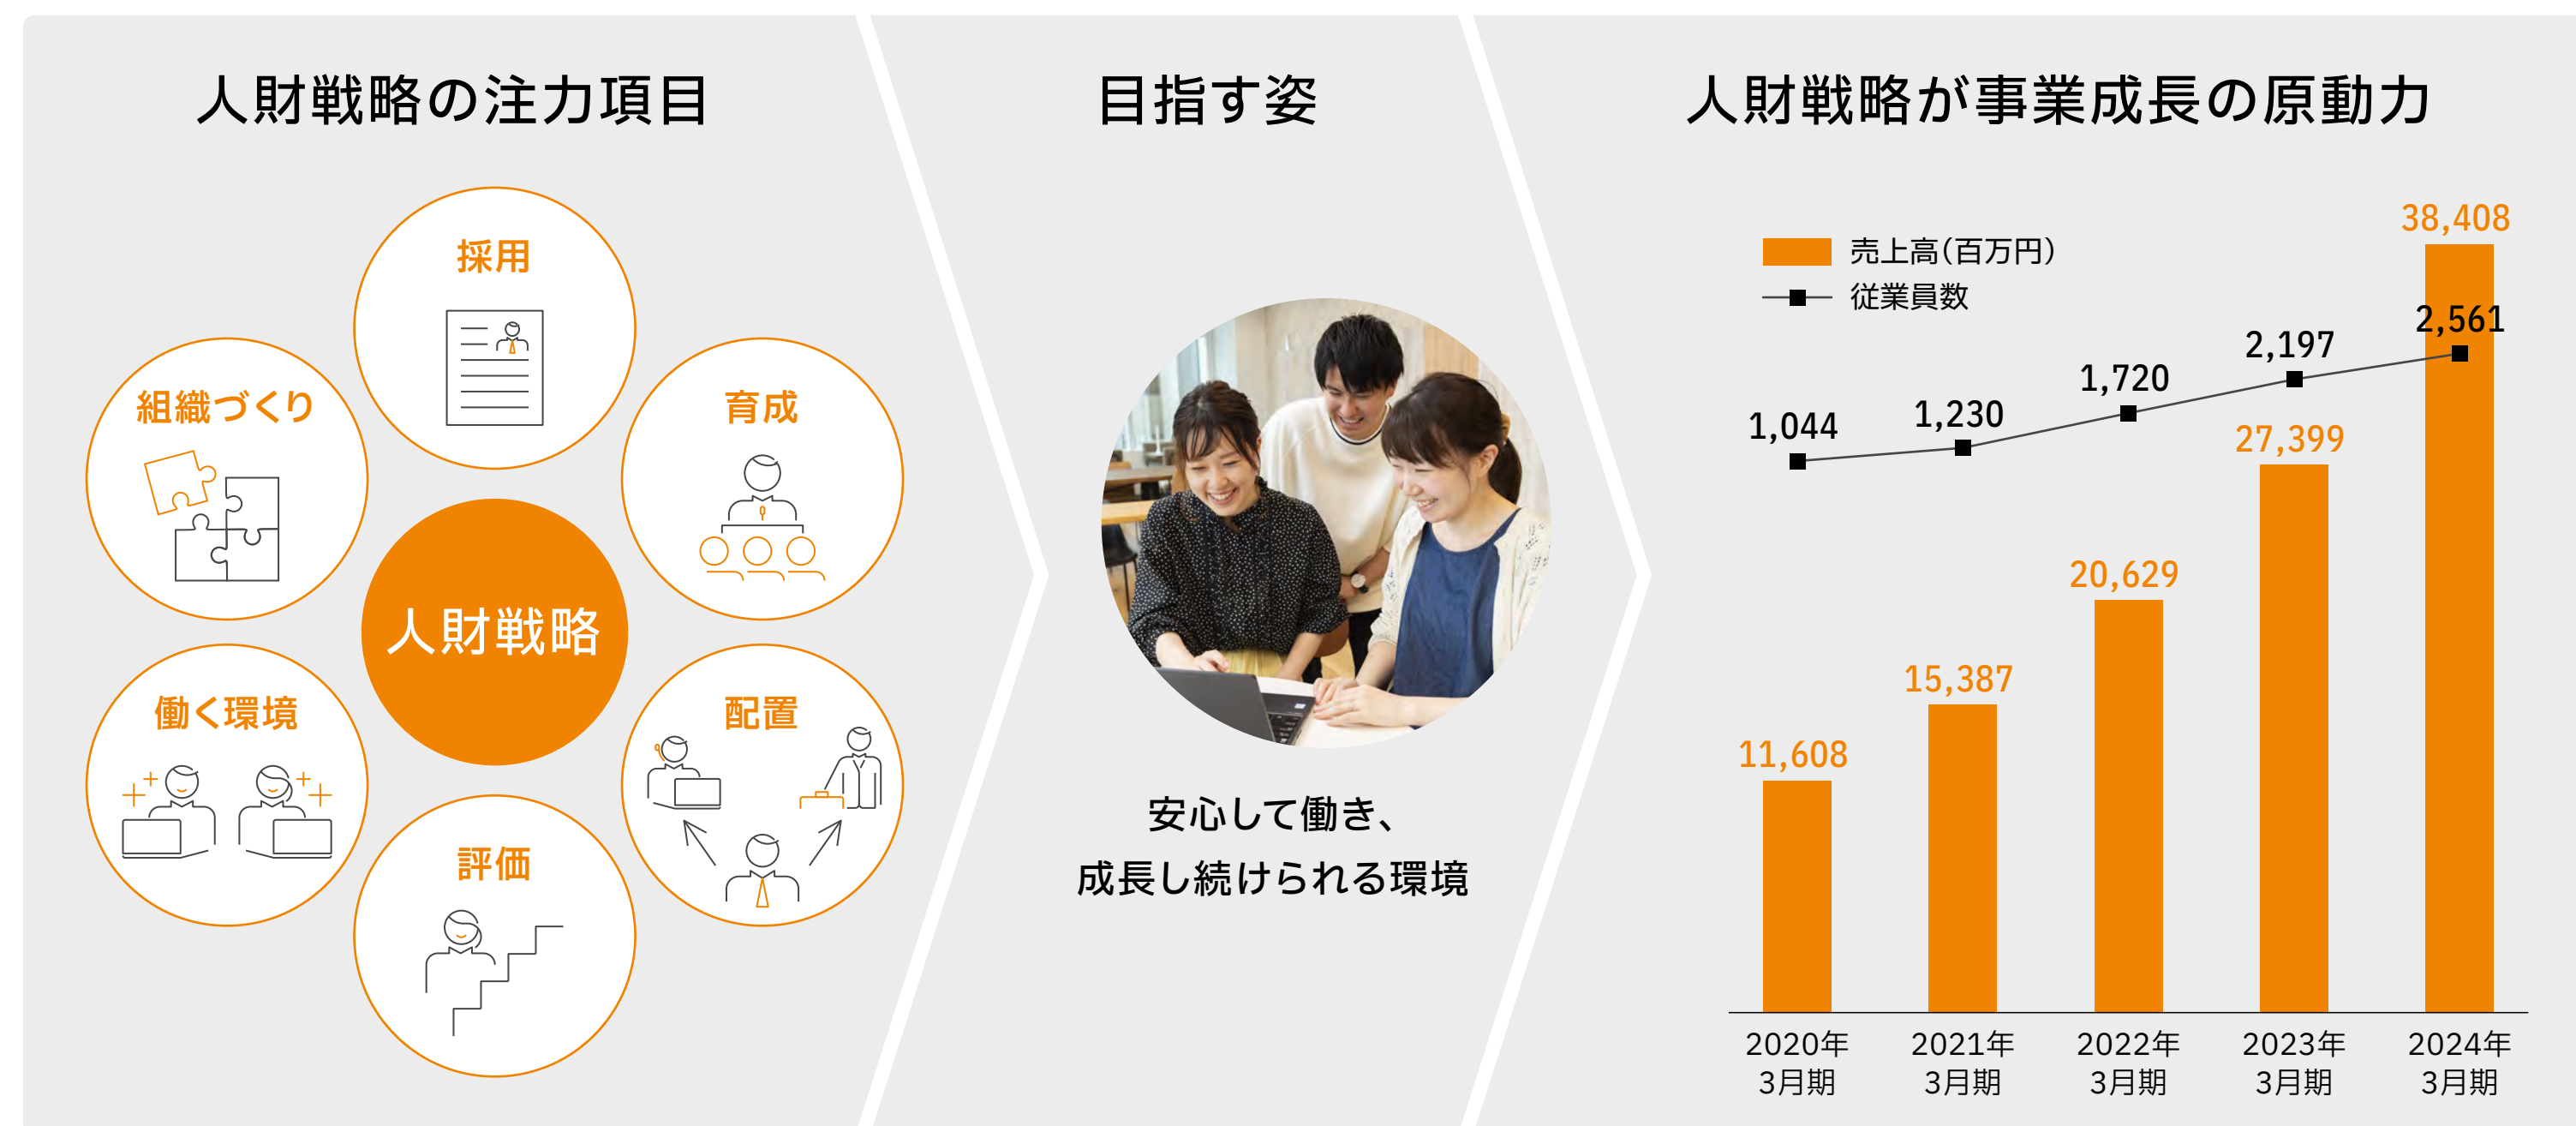 人財戦略の注力項目
採用
組織づくり
育成
人財戦略
働く環境
配置
評価
目指す姿
安心して働き、
成長し続けられる環境
人財戦略が事業成長の原動力
売上高(百万円)
従業員数
38,408
2,561
2,197
1,720
1,230
1,044
27,399
20,629
15,387
11,608
2020年
3月期
2021年
3月期
2022年
3月期
2023年
3月期
2024年
3月期